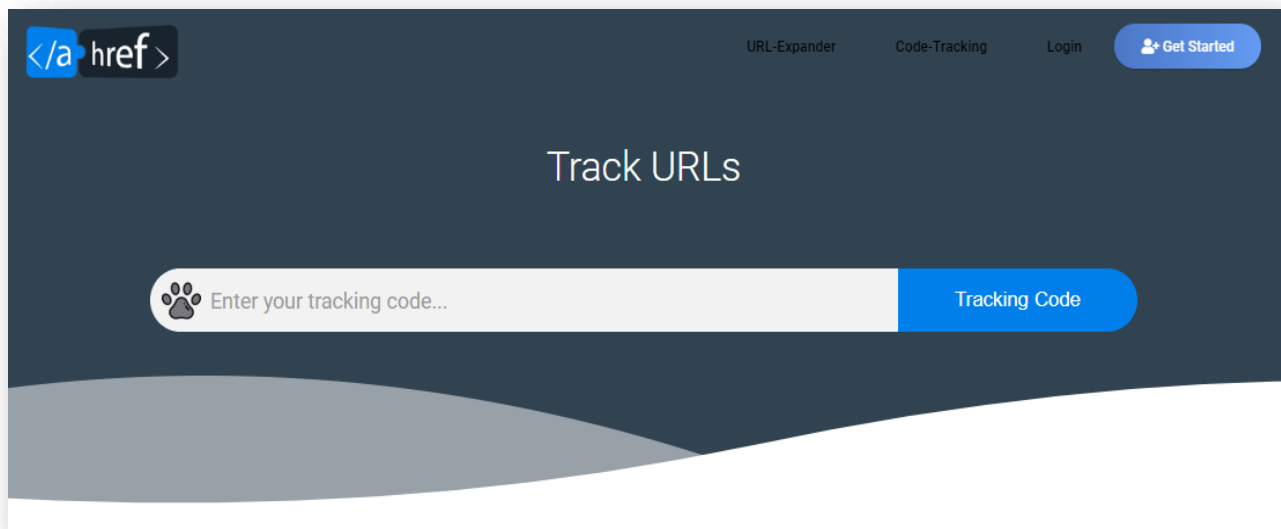 </a href>
URL-Expander
Code-Tracking
Login
Get Started
Track URLs
Enter your tracking code...
Tracking Code